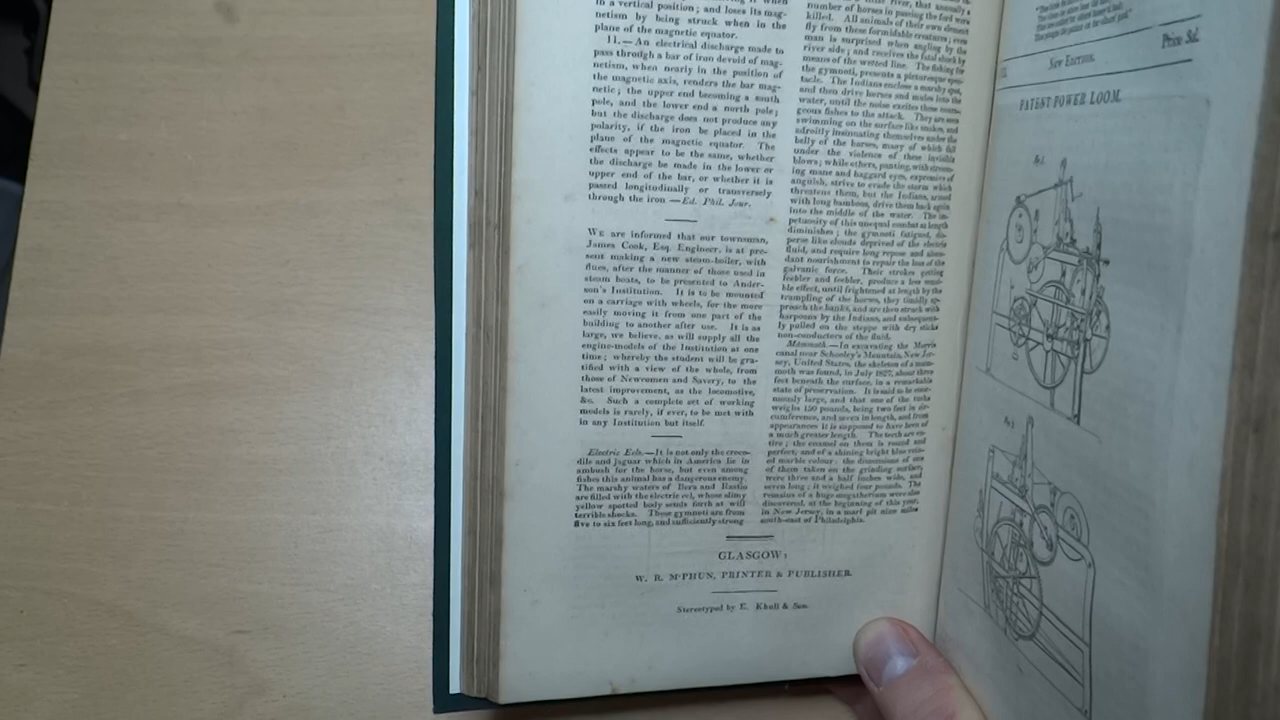 in a vertical position; and loses its mag-
netism by being struck when in the
plane of the magnetic equator.
11.—An electrical discharge made to
pass through a bar of iron devoid of mag-
netism, when nearly in the position of
the magnetic axis, renders the bar mag-
netic; the upper end becoming a south
pole, and the lower end a north pole;
but the discharge does not produce any
polarity, if the iron be placed in the
plane of the magnetic equator. The
effects appear to be the same, whether
the discharge be made in the lower or
upper end of the bar, or whether it is
passed longitudinally or transversely
through the iron.—Ed. Phil. Jour.
WE are informed that our townsman,
James Cook, Esq. Engineer, is at pre-
sent making a new steam-boiler, with
flues, after the manner of those used in
steam boats, to be presented to Ander-
son's Institution. It is to be mounted
on a carriage with wheels, for the more
easily moving it from one part of the
building to another after use. It is as
large, we believe, as will supply all the
engine-models of the Institution at one
time; whereby the student will be gra-
tified with a view of the whole, from
those of Newcomen and Savery, to the
latest improvement, as the locomotive,
&c. Such a complete set of working
models is rarely, if ever, to be met with
in any Institution but itself.
Electric Eels.—It is not only the croco-
dile and jaguar which in America lie in
ambush for the horse, but even among
fishes this animal has a dangerous enemy.
The marshy waters of Bera and Rastro
are filled with the electric eel, whose slimy
yellow spotted body sends forth at will
terrible shocks. These gymnoti are from
five to six feet long, and sufficiently strong
number of horses in passing the ford were
killed. All animals of their own element
fly from these formidable creatures; even
man is surprised when angling by the
river side; and receives the fatal shock by
means of the wetted line. The fishing for
the gymnoti, presents a picturesque spec-
tacle. The Indians enclose a marshy spot,
and then drive horses and mules into the
water, until the noise excites these
geous fishes to the attack. They are seen
swimming on the surface like snakes, and
adroitly insinuating themselves under the
belly of the horses, many of which fall
under the violence of these invisible
blows; while others, panting, with stream-
ing mane and haggard eyes, expressive of
anguish, strive to evade the storm which
threatens them, but the Indians, armed
with long bamboos, drive them back again
into the middle of the water. The im-
petuosity of this unequal combat at length
diminishes; the gymnoti fatigued, dis-
perse like clouds deprived of the electric
fluid, and require long repose and abun-
dant nourishment to repair the loss of the
galvanic force. Their strokes getting
feebler and feebler, produce a less sensi-
ble effect, until frightened at length by the
trampling of the horses, they timidly ap-
proach the banks, and are then struck with
harpoons by the Indians, and subsequent-
ly pulled on the steppe with dry sticks
non-conductors of the fluid.
Mammoth.—In excavating the Morris
canal near Schooley's Mountain, New Jer-
sey, United States, the skeleton of a mam-
moth was found, in July 1827, about three
feet beneath the surface, in a remarkable
state of preservation. It is said to be enor-
mously large, and that one of the tusks
weighs 150 pounds, being two feet in cir-
cumference, and seven in length, and from
appearances it is supposed to have been of
a much greater length. The teeth are en-
tire; the enamel on them is round and
perfect, and of a shining bright blue vein-
ed marble colour: the dimensions of one
of them taken on the grinding surface,
were three and a half inches wide, and
seven long; it weighed four pounds. The
remains of a huge megatherium were also
discovered, at the beginning of this year,
in New Jersey, in a marl pit nine miles
south-east of Philadelphia.
GLASGOW:
W. R. M'PHUN, PRINTER & PUBLISHER.
Stereotyped by E. Khull & Son.
NEW EDITION.
Price 3d.
PATENT POWER LOOM.
Fig. 1.
Fig. 2.